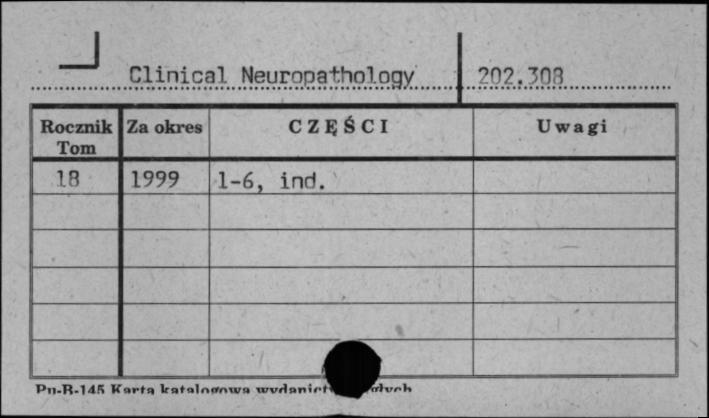 Clinical Neuropathology 202.308
Rocznik Tom Za okres CZĘŚCI Uwagi
18 1999 1-6, ind.
Pu-B-145 Karta katalogowa